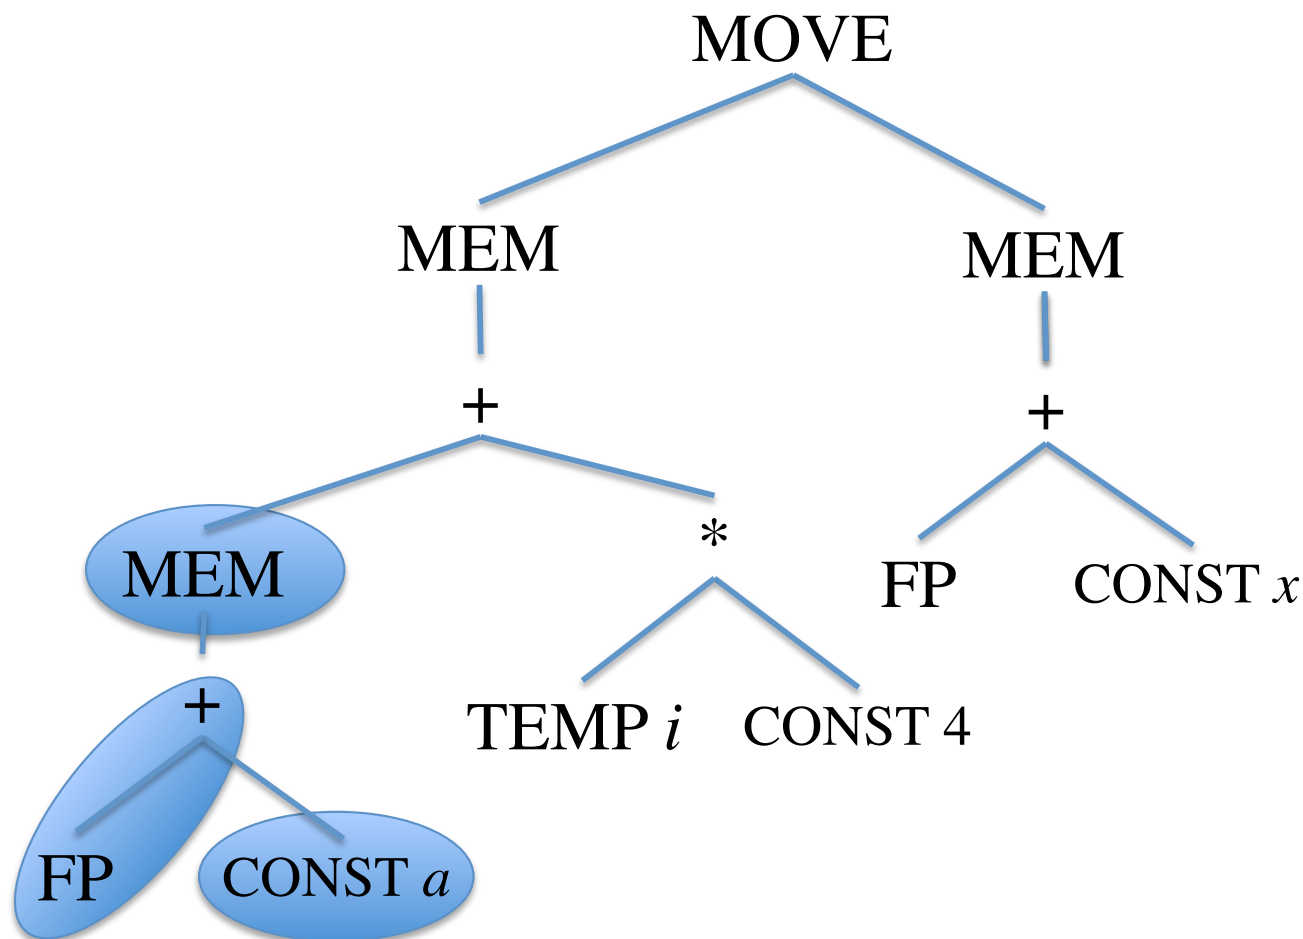 MOVE
MEM MEM
+ +
MEM * FP CONST x
+ TEMP i CONST 4
FP CONST a